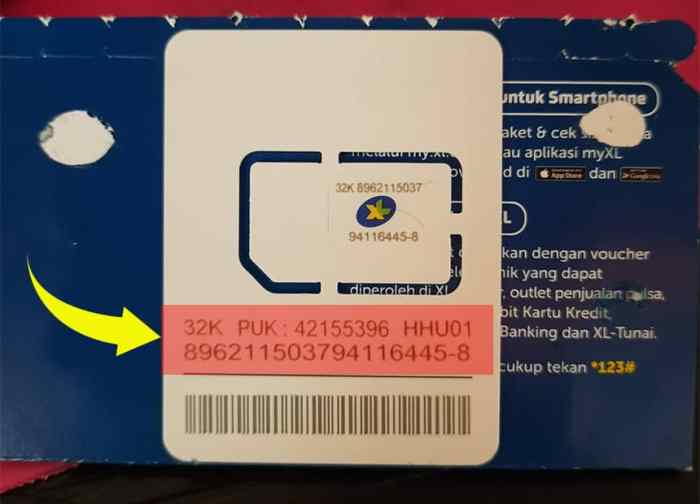 untuk Smartphone
aket & cek
melalui my.xl.
au aplikasi myXL
d di App Store dan
32K 8962115037
XL
94116445-8
L
kan dengan voucher
nik yang dapat
diperoleh di XL
, outlet penjualan pulsa,
bit Kartu Kredit,
Banking dan XL-Tunai.
32K PUK: 42155396 HHU01
896211503794116445-8
cukup tekan *123#